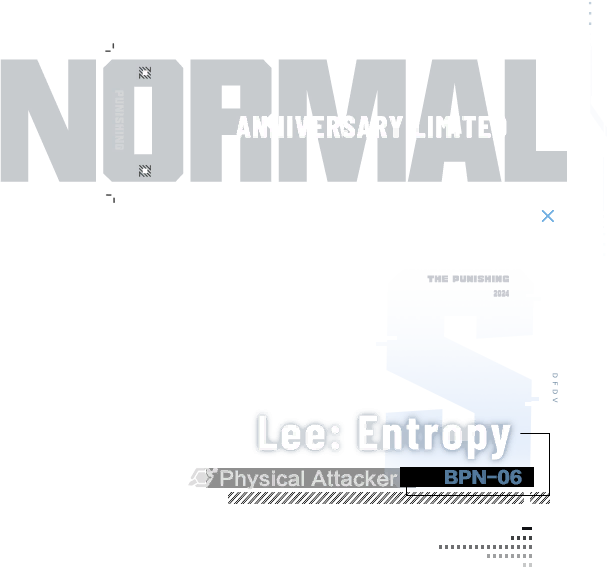 NORMAL
PUNISHING
ANNIVERSARY LIMITED
THE PUNISHING
2024
S
DFDV
Lee: Entropy
Physical Attacker
BPN-06